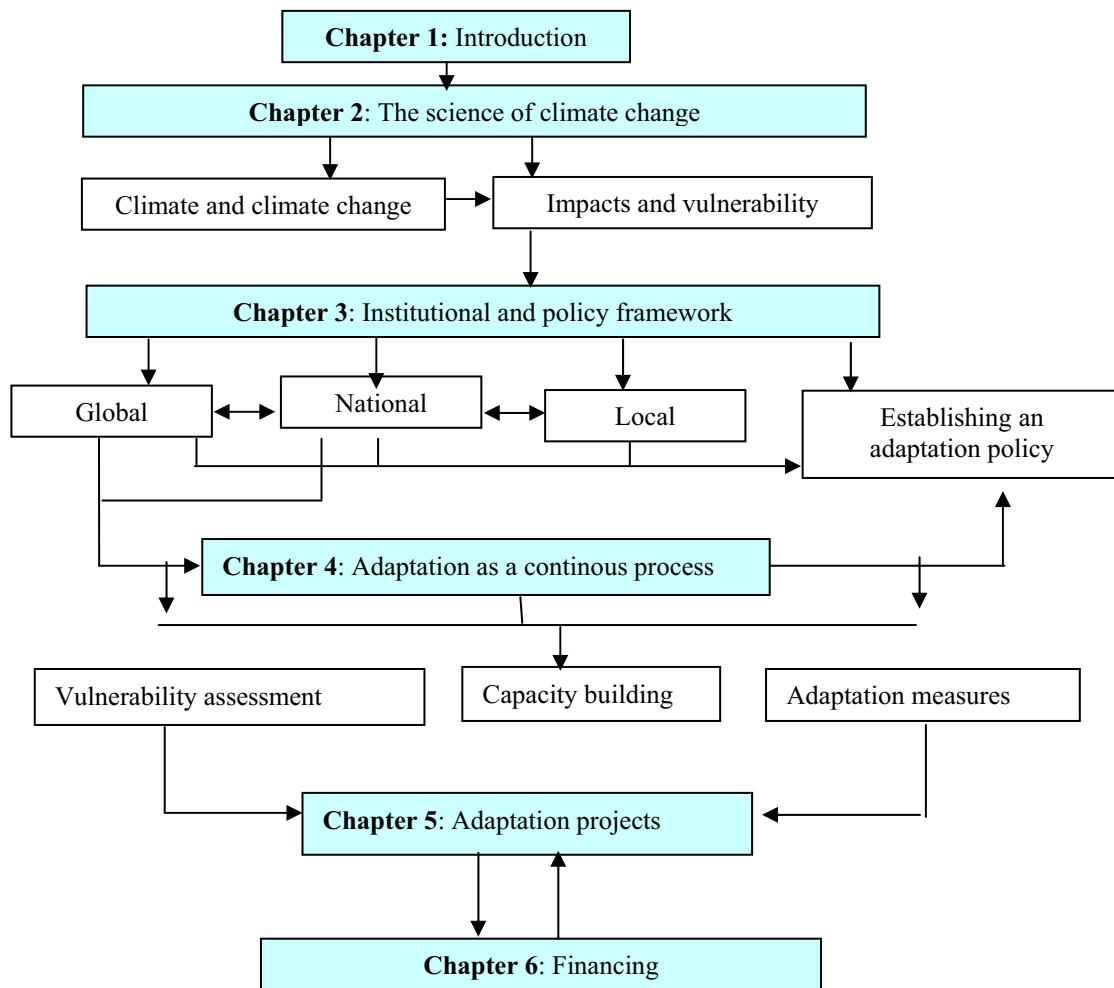 Chapter 1: Introduction
Chapter 2: The science of climate change
Climate and climate change
Impacts and vulnerability
Chapter 3: Institutional and policy framework
Global
National
Local
Establishing an
adaptation policy
Chapter 4: Adaptation as a continous process
Vulnerability assessment
Capacity building
Adaptation measures
Chapter 5: Adaptation projects
Chapter 6: Financing